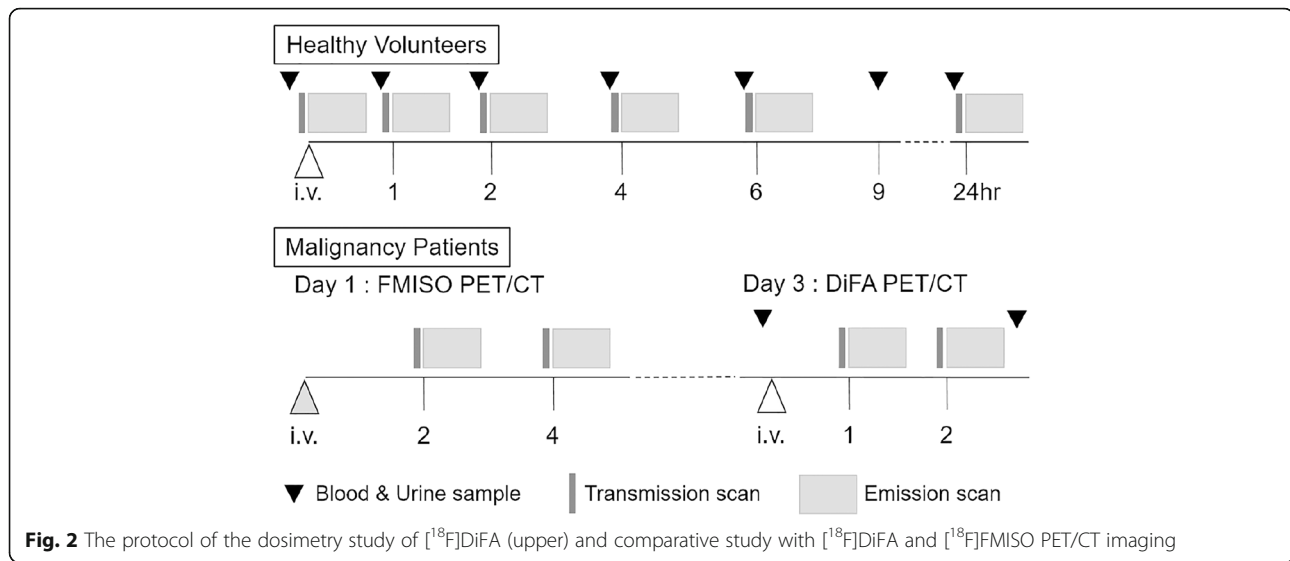 Healthy Volunteers
i.v. 1 2 4 6 9 24hr
Malignancy Patients
Day 1 : FMISO PET/CT Day 3 : DiFA PET/CT
i.v. 2 4 i.v. 1 2
Blood & Urine sample Transmission scan Emission scan
Fig. 2 The protocol of the dosimetry study of [¹⁸F]DiFA (upper) and comparative study with [¹⁸F]DiFA and [¹⁸F]FMISO PET/CT imaging